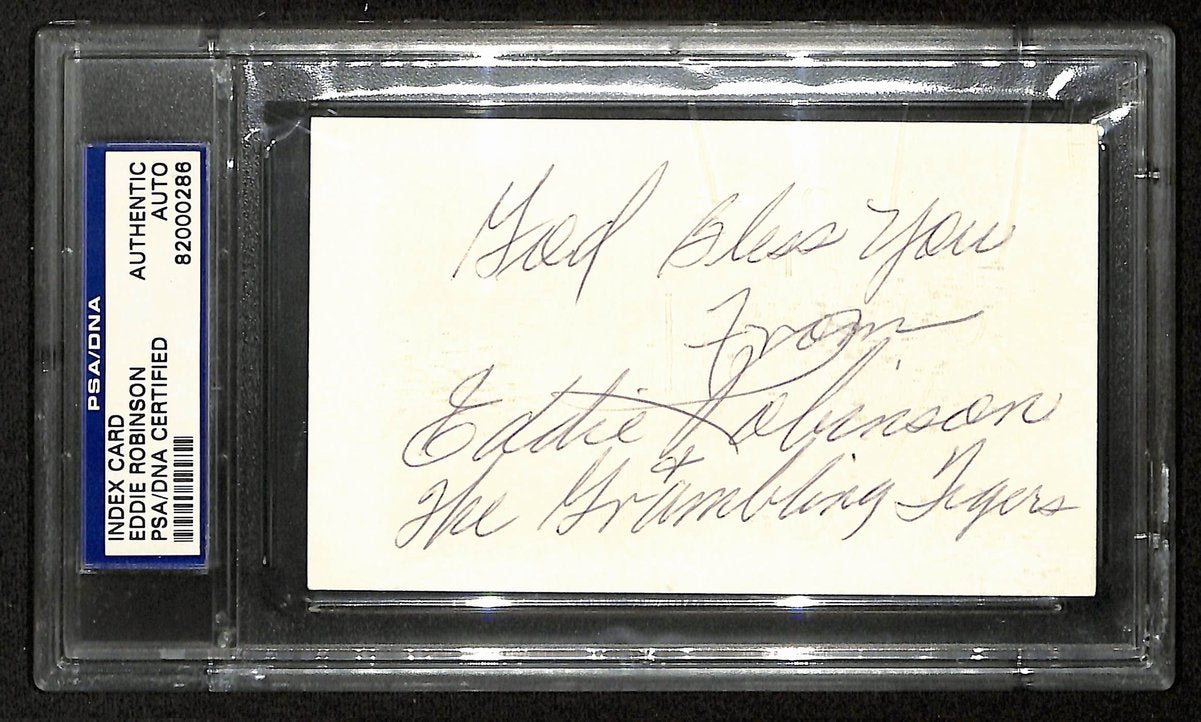 PSA/DNA
INDEX CARD
EDDIE ROBINSON
PSA/DNA CERTIFIED
AUTHENTIC
AUTO
82000286
God Bless You
From
Eddie Robinson
+
The Grambling Tigers